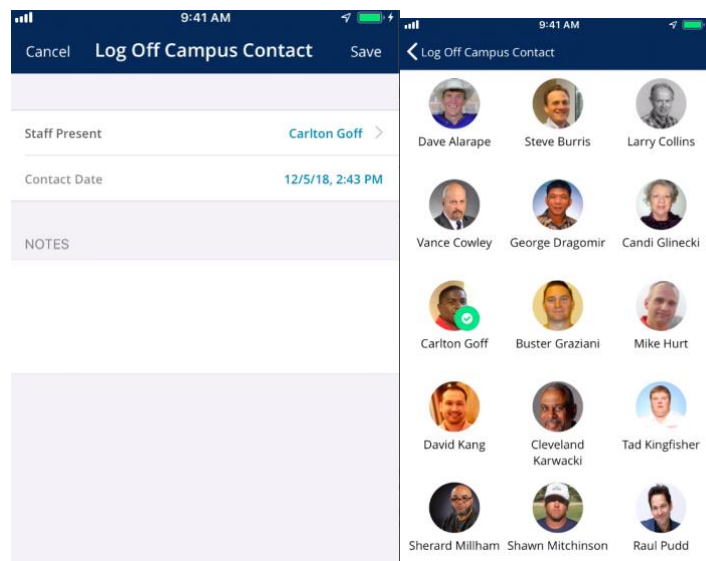 9:41 AM
Cancel Log Off Campus Contact Save
Staff Present Carlton Goff
Contact Date 12/5/18, 2:43 PM
NOTES
9:41 AM
Log Off Campus Contact
Dave Alarape Steve Burris Larry Collins
Vance Cowley George Dragomir Candi Glinecki
Carlton Goff Buster Graziani Mike Hurt
David Kang Cleveland Tad Kingfisher
Karwacki
Sherard Millham Shawn Mitchinson Raul Pudd